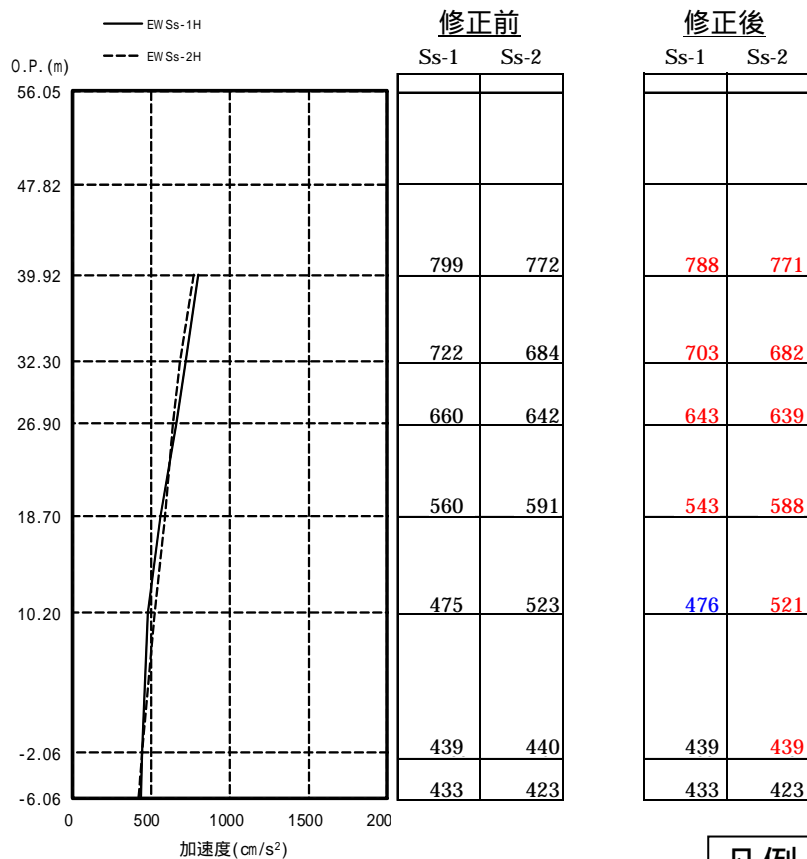 EW Ss-1H
EW Ss-2H
修正前 修正後
Ss-1 Ss-2 Ss-1 Ss-2
O.P.(m)
56.05
47.82
39.92 799 772 788 771
32.30 722 684 703 682
26.90 660 642 643 639
18.70 560 591 543 588
10.20 475 523 476 521
-2.06 439 440 439 439
-6.06 433 423 433 423
0 500 1000 1500 200
加速度(cm/s²)
凡例